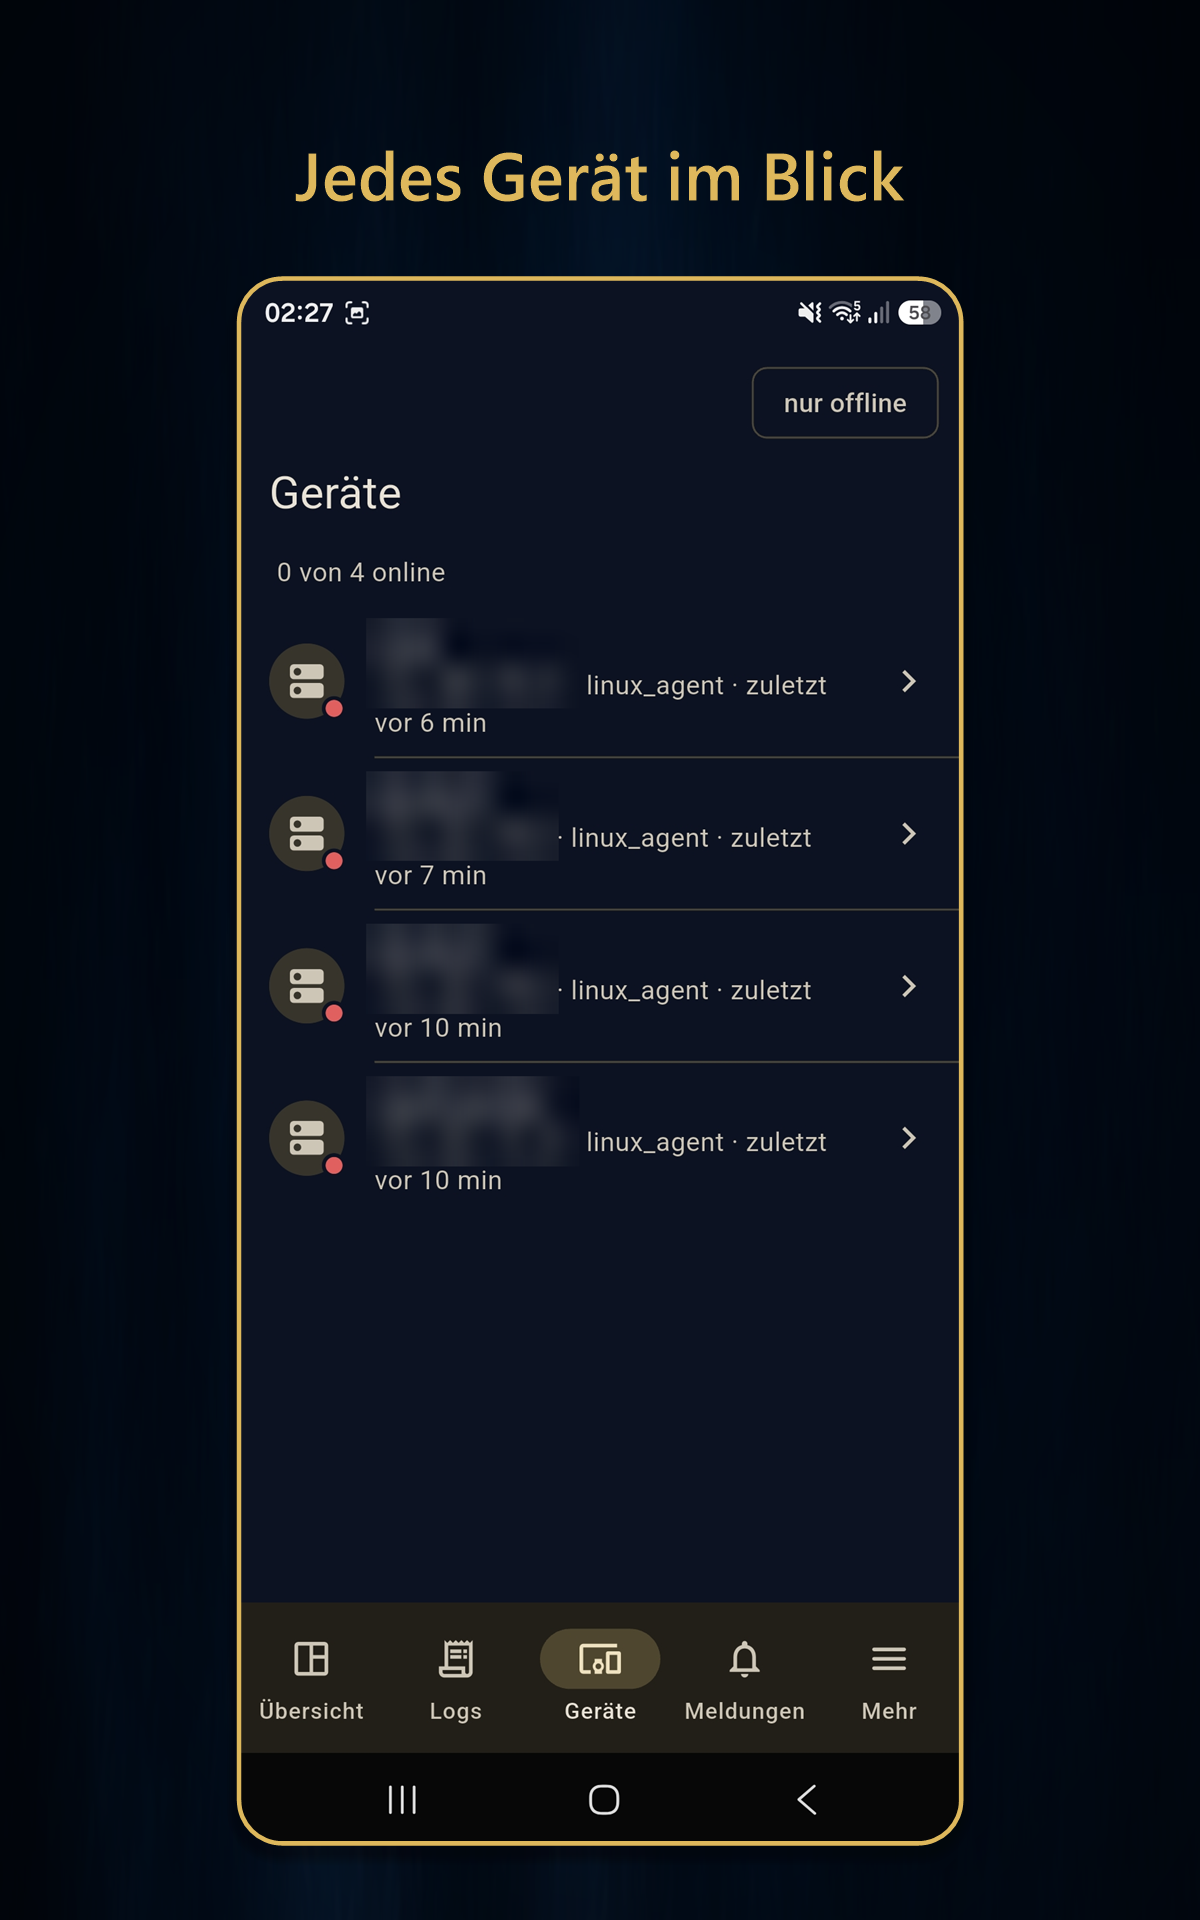 Jedes Gerät im Blick
02:27
5
58
nur offline
Geräte
0 von 4 online
linux_agent · zuletzt
vor 6 min
· linux_agent · zuletzt
vor 7 min
· linux_agent · zuletzt
vor 10 min
linux_agent · zuletzt
vor 10 min
Übersicht Logs Geräte Meldungen Mehr